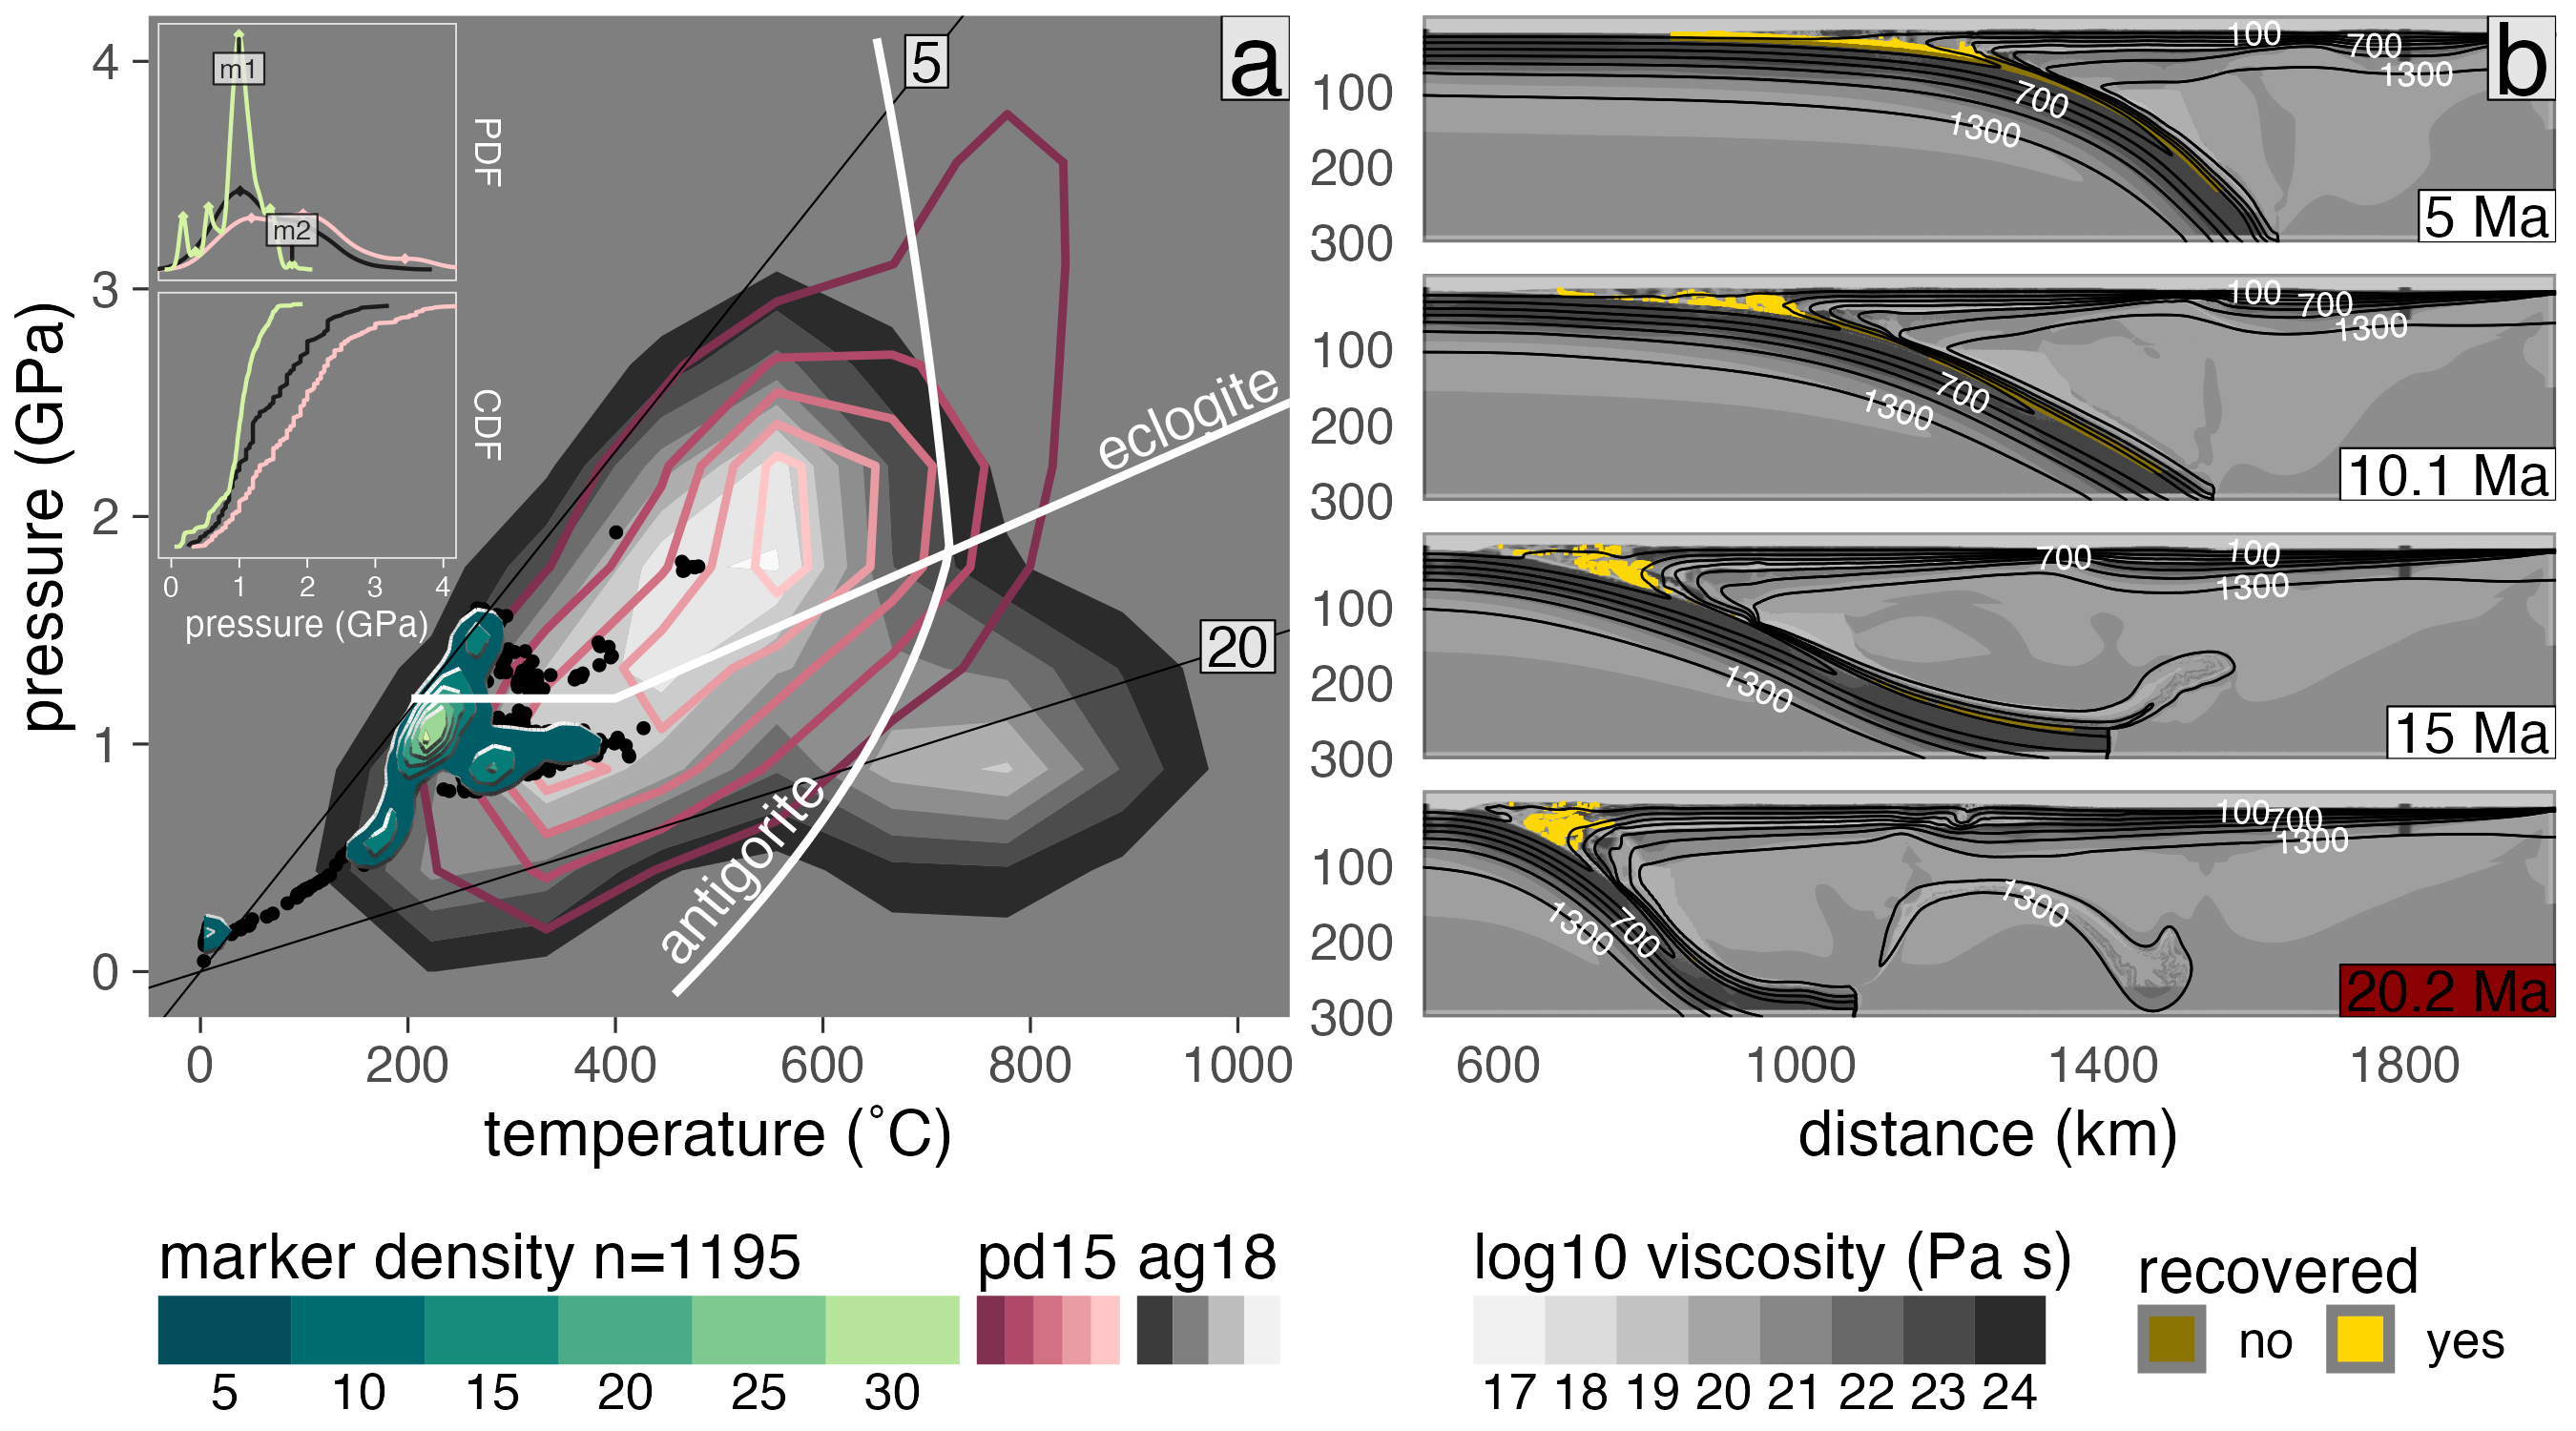 a
pressure (GPa)
4
3
2
1
0
0
200
400
600
800
1000
temperature (˚C)
5
20
eclogite
antigorite
m1
m2
PDF
CDF
0
1
2
3
4
pressure (GPa)
b
100
700
1300
700
1300
5 Ma
100
200
300
100
700
1300
700
1300
10.1 Ma
100
200
300
700
100
1300
1300
15 Ma
100
200
300
100
700
1300
1300
1300
700
20.2 Ma
100
200
300
600
1000
1400
1800
distance (km)
marker density n=1195
5
10
15
20
25
30
pd15
ag18
log10 viscosity (Pa s)
17
18
19
20
21
22
23
24
recovered
no
yes